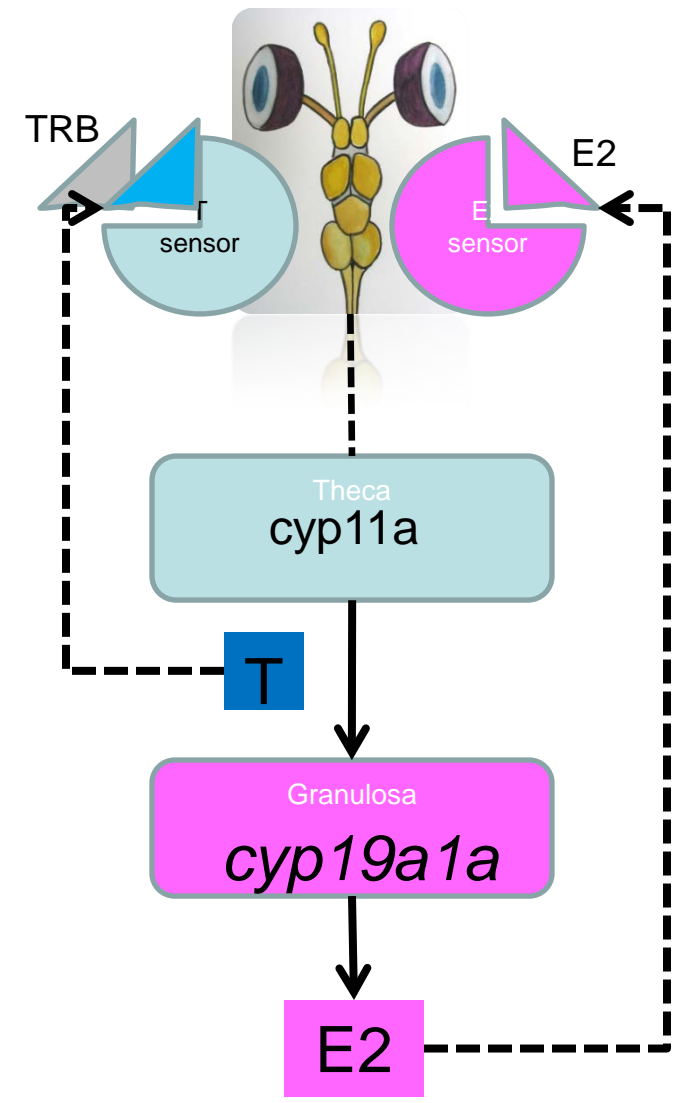 TRB
E2
T
sensor
E
sensor
Theca
cyp11a
T
Granulosa
cyp19a1a
E2